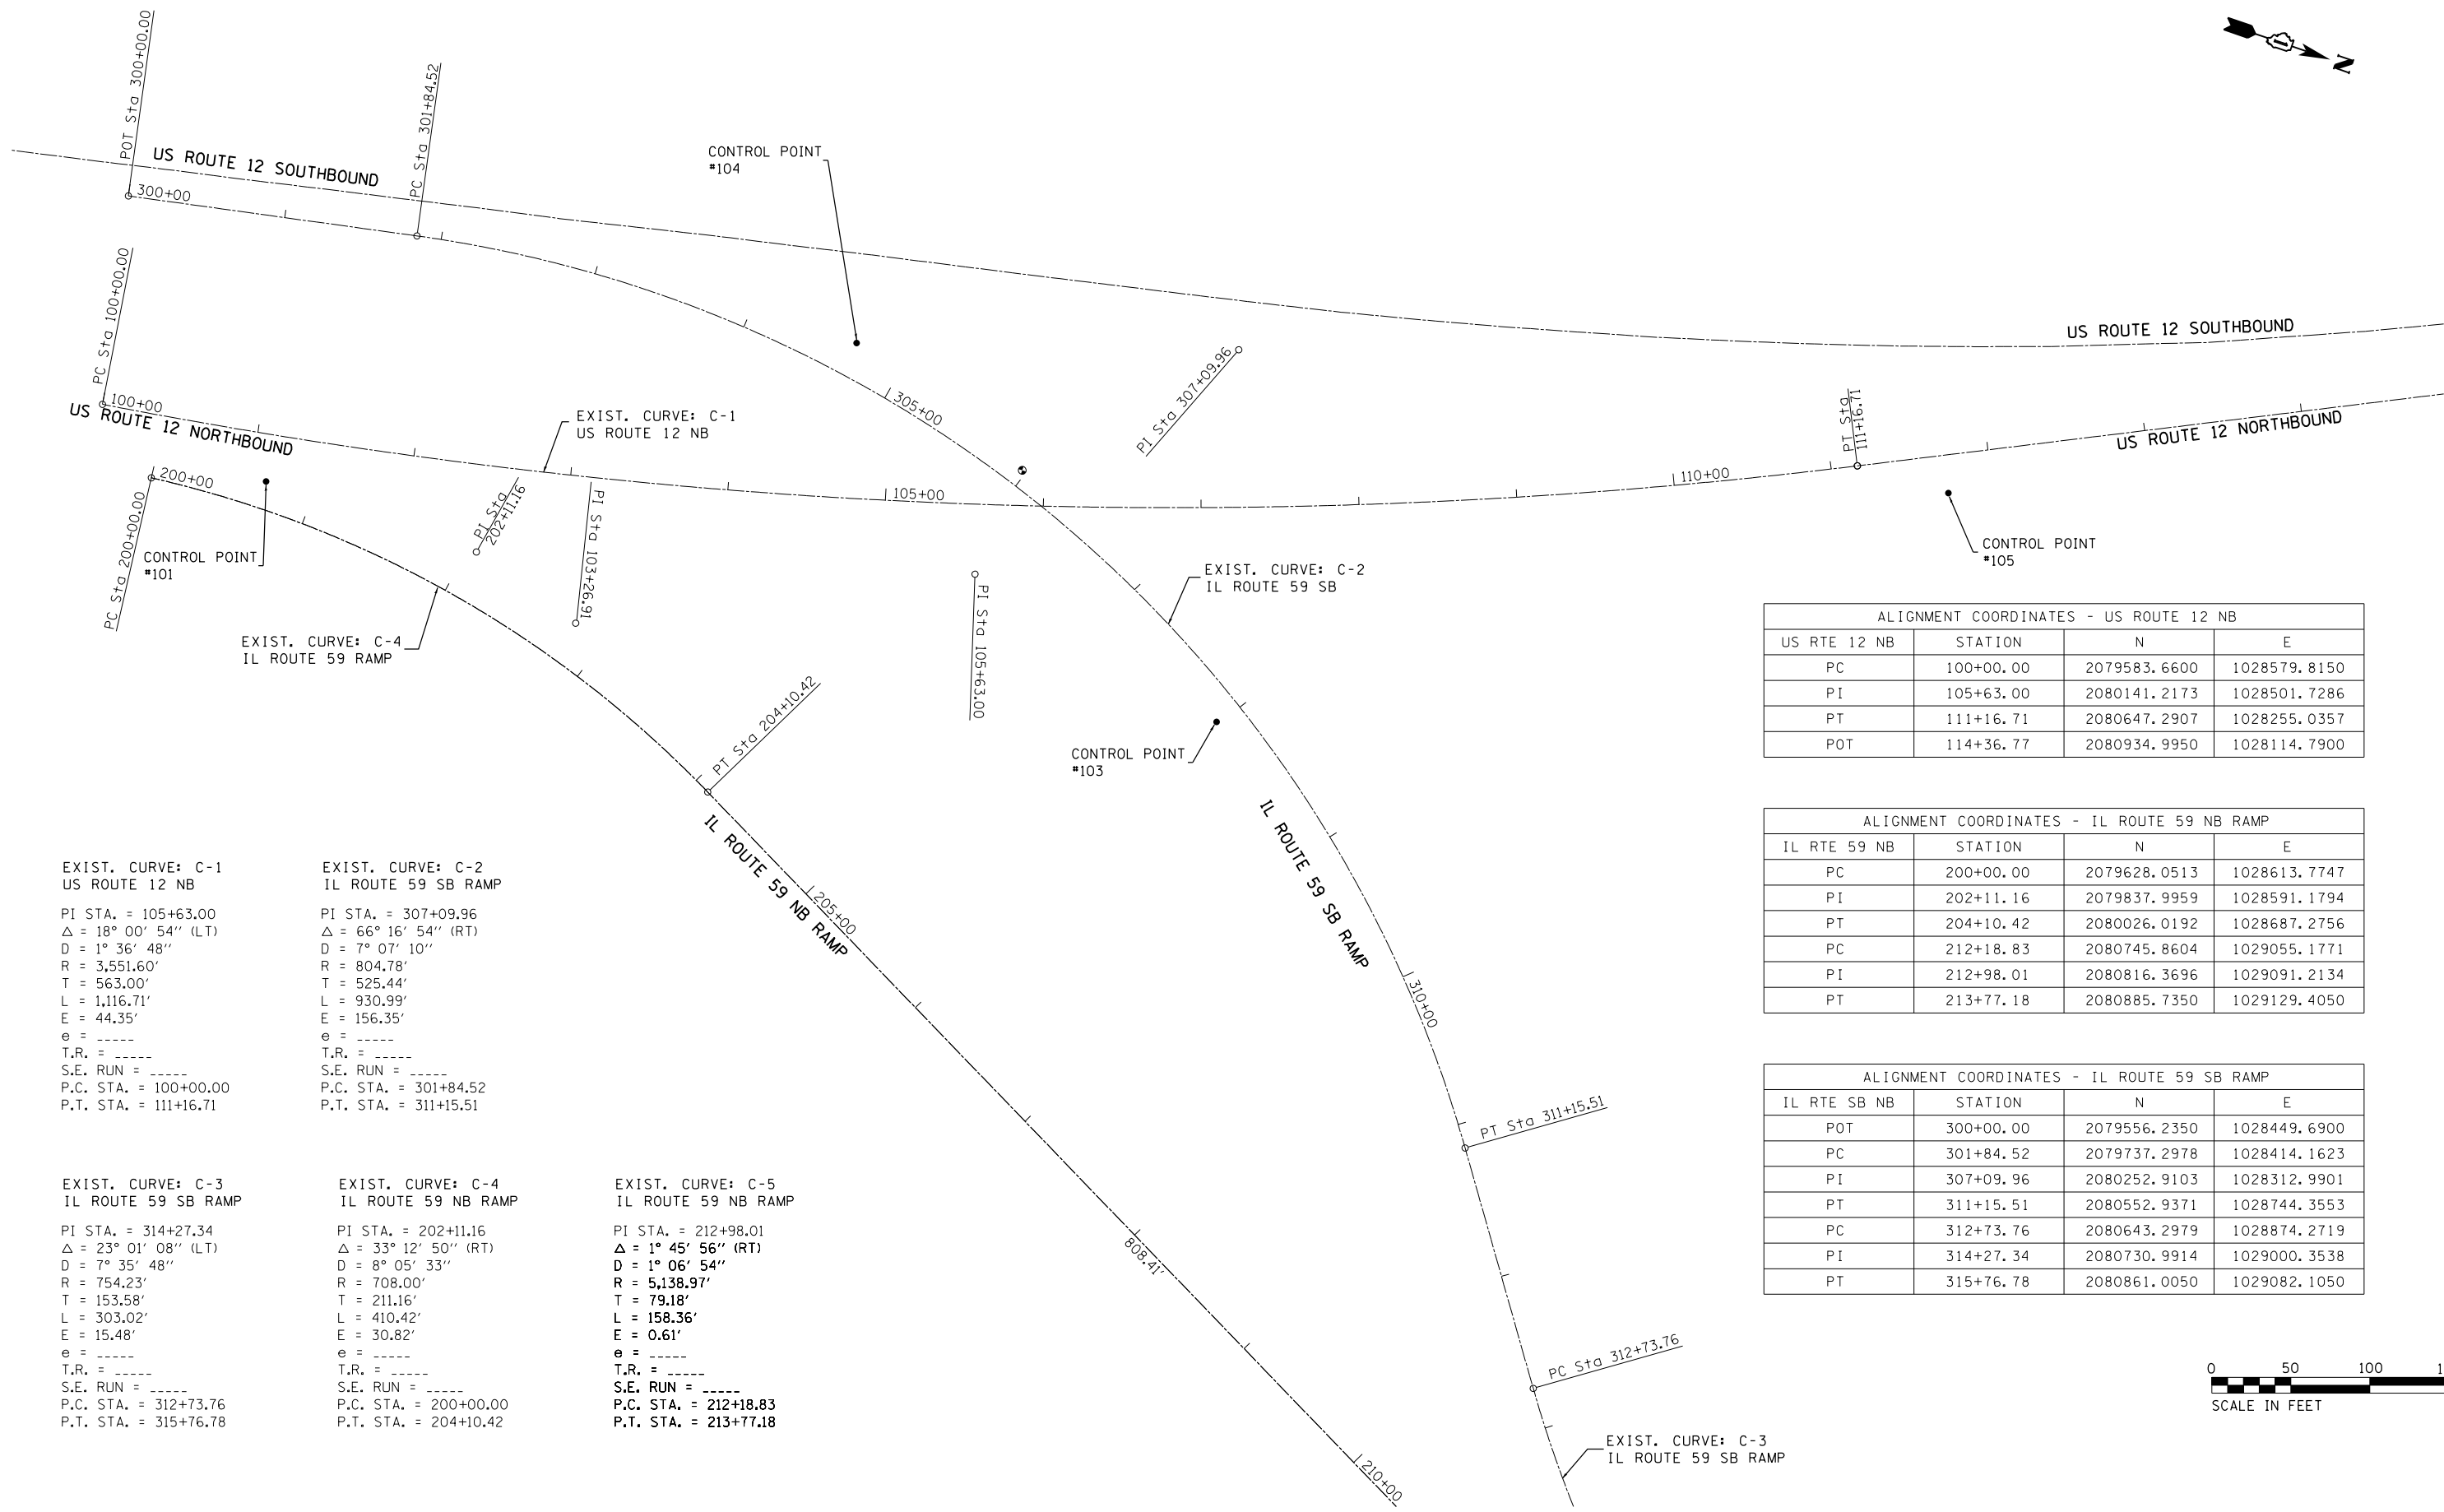 POT Sta 300+00.00
PC Sta 301+84.52
US ROUTE 12 SOUTHBOUND
300+00
CONTROL POINT
#104
N
PC Sta 100+00.00
100+00
US ROUTE 12 NORTHBOUND
EXIST. CURVE: C-1
US ROUTE 12 NB
305+00
PI Sta 307+09.96
US ROUTE 12 SOUTHBOUND
PT Sta
111+16.71
US ROUTE 12 NORTHBOUND
200+00
PC Sta 200+00.00
CONTROL POINT
#101
PI Sta
202+11.16
PI Sta 103+26.91
105+00
110+00
CONTROL POINT
#105
EXIST. CURVE: C-2
IL ROUTE 59 SB
PI Sta 105+63.00
EXIST. CURVE: C-4
IL ROUTE 59 RAMP
PT Sta 204+10.42
CONTROL POINT
#103
IL ROUTE 59 NB RAMP
IL ROUTE 59 SB RAMP
205+00
310+00
PT Sta 311+15.51
808.41'
PC Sta 312+73.76
210+00
EXIST. CURVE: C-3
IL ROUTE 59 SB RAMP
ALIGNMENT COORDINATES - US ROUTE 12 NB
US RTE 12 NB STATION N E
PC 100+00.00 2079583.6600 1028579.8150
PI 105+63.00 2080141.2173 1028501.7286
PT 111+16.71 2080647.2907 1028255.0357
POT 114+36.77 2080934.9950 1028114.7900
ALIGNMENT COORDINATES - IL ROUTE 59 NB RAMP
IL RTE 59 NB STATION N E
PC 200+00.00 2079628.0513 1028613.7747
PI 202+11.16 2079837.9959 1028591.1794
PT 204+10.42 2080026.0192 1028687.2756
PC 212+18.83 2080745.8604 1029055.1771
PI 212+98.01 2080816.3696 1029091.2134
PT 213+77.18 2080885.7350 1029129.4050
ALIGNMENT COORDINATES - IL ROUTE 59 SB RAMP
IL RTE SB NB STATION N E
POT 300+00.00 2079556.2350 1028449.6900
PC 301+84.52 2079737.2978 1028414.1623
PI 307+09.96 2080252.9103 1028312.9901
PT 311+15.51 2080552.9371 1028744.3553
PC 312+73.76 2080643.2979 1028874.2719
PI 314+27.34 2080730.9914 1029000.3538
PT 315+76.78 2080861.0050 1029082.1050
EXIST. CURVE: C-1
US ROUTE 12 NB
PI STA. = 105+63.00
Δ = 18° 00' 54'' (LT)
D = 1° 36' 48''
R = 3,551.60'
T = 563.00'
L = 1,116.71'
E = 44.35'
e = _____
T.R. = _____
S.E. RUN = _____
P.C. STA. = 100+00.00
P.T. STA. = 111+16.71
EXIST. CURVE: C-2
IL ROUTE 59 SB RAMP
PI STA. = 307+09.96
Δ = 66° 16' 54'' (RT)
D = 7° 07' 10''
R = 804.78'
T = 525.44'
L = 930.99'
E = 156.35'
e = _____
T.R. = _____
S.E. RUN = _____
P.C. STA. = 301+84.52
P.T. STA. = 311+15.51
EXIST. CURVE: C-3
IL ROUTE 59 SB RAMP
PI STA. = 314+27.34
Δ = 23° 01' 08'' (LT)
D = 7° 35' 48''
R = 754.23'
T = 153.58'
L = 303.02'
E = 15.48'
e = _____
T.R. = _____
S.E. RUN = _____
P.C. STA. = 312+73.76
P.T. STA. = 315+76.78
EXIST. CURVE: C-4
IL ROUTE 59 NB RAMP
PI STA. = 202+11.16
Δ = 33° 12' 50'' (RT)
D = 8° 05' 33''
R = 708.00'
T = 211.16'
L = 410.42'
E = 30.82'
e = _____
T.R. = _____
S.E. RUN = _____
P.C. STA. = 200+00.00
P.T. STA. = 204+10.42
EXIST. CURVE: C-5
IL ROUTE 59 NB RAMP
PI STA. = 212+98.01
Δ = 1° 45' 56'' (RT)
D = 1° 06' 54''
R = 5,138.97'
T = 79.18'
L = 158.36'
E = 0.61'
e = _____
T.R. = _____
S.E. RUN = _____
P.C. STA. = 212+18.83
P.T. STA. = 213+77.18
0 50 100
SCALE IN FEET